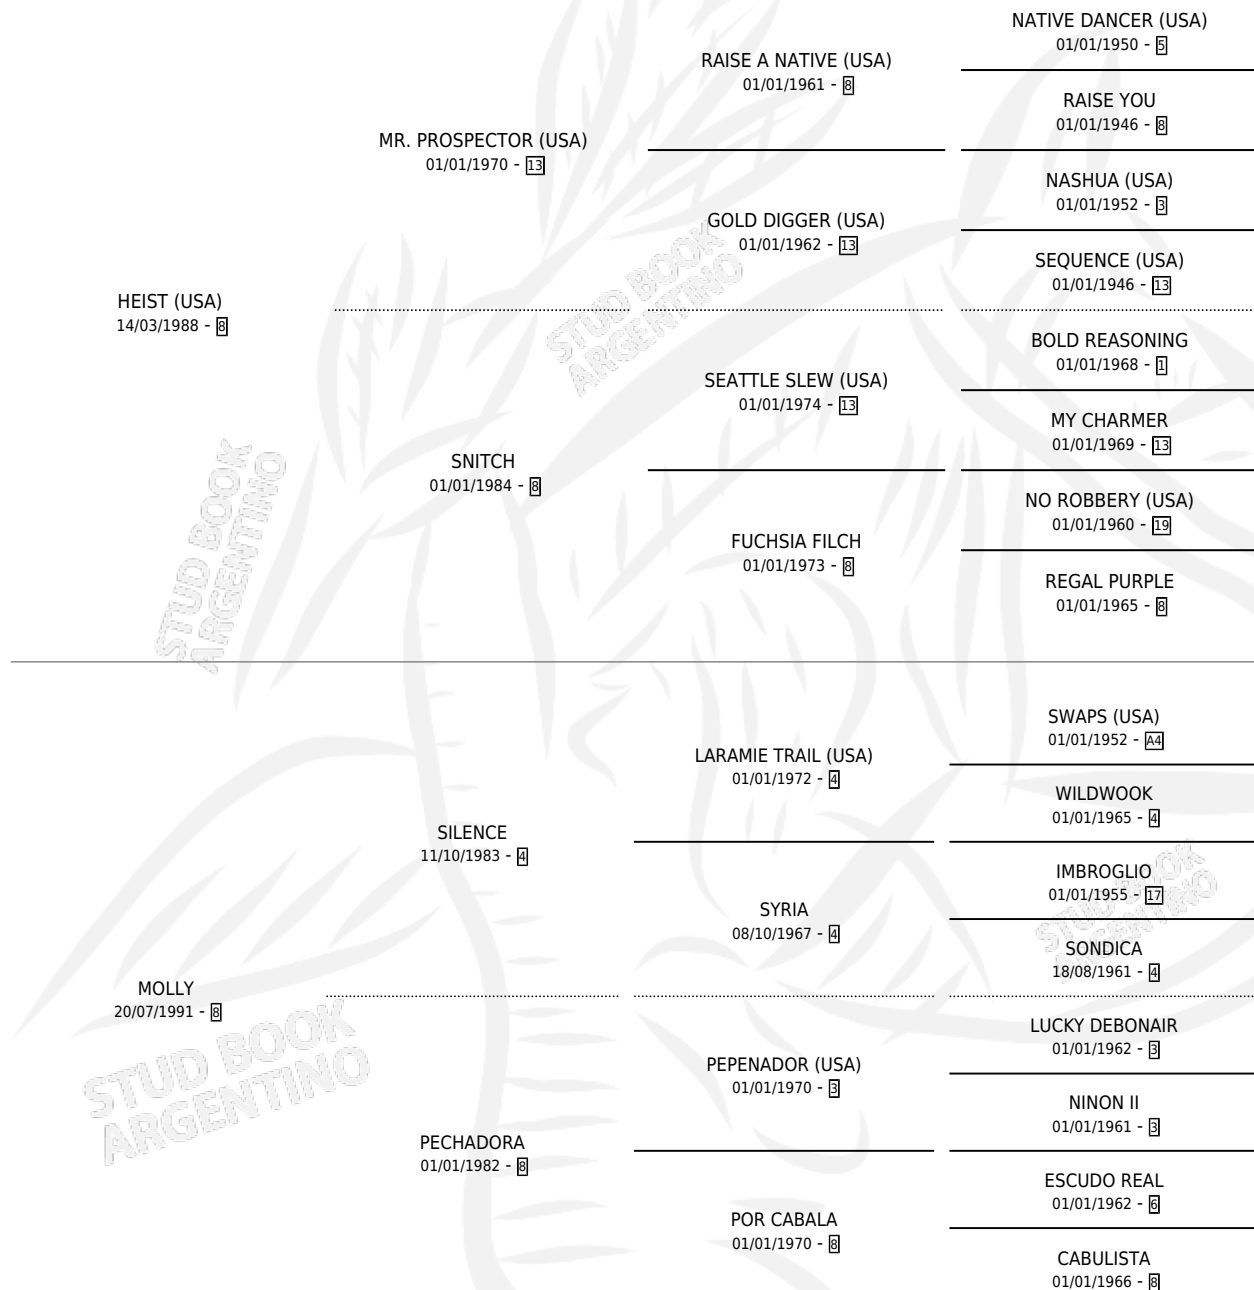 NATIVE DANCER (USA)
01/01/1950 - 5
RAISE A NATIVE (USA)
01/01/1961 - 8
RAISE YOU
01/01/1946 - 8
MR. PROSPECTOR (USA)
01/01/1970 - 13
NASHUA (USA)
01/01/1952 - 3
GOLD DIGGER (USA)
01/01/1962 - 13
SEQUENCE (USA)
01/01/1946 - 13
HEIST (USA)
14/03/1988 - 8
BOLD REASONING
01/01/1968 - 1
SEATTLE SLEW (USA)
01/01/1974 - 13
MY CHARMER
01/01/1969 - 13
SNITCH
01/01/1984 - 8
NO ROBBERY (USA)
01/01/1960 - 19
FUCHSIA FILCH
01/01/1973 - 8
REGAL PURPLE
01/01/1965 - 8
SWAPS (USA)
01/01/1952 - A4
LARAMIE TRAIL (USA)
01/01/1972 - 4
WILDWOOK
01/01/1965 - 4
SILENCE
11/10/1983 - 4
IMBROGLIO
01/01/1955 - 17
SYRIA
08/10/1967 - 4
SONDICA
18/08/1961 - 4
MOLLY
20/07/1991 - 8
LUCKY DEBONAIR
01/01/1962 - 3
PEPENADOR (USA)
01/01/1970 - 3
NINON II
01/01/1961 - 3
PECHADORA
01/01/1982 - 8
ESCUDO REAL
01/01/1962 - 6
POR CABALA
01/01/1970 - 8
CABULISTA
01/01/1966 - 8
STUD BOOK
ARGENTINO
STUD BOOK
ARGENTINO
STUD BOOK
ARGENTINO
STUD BOOK
ARGENTINO